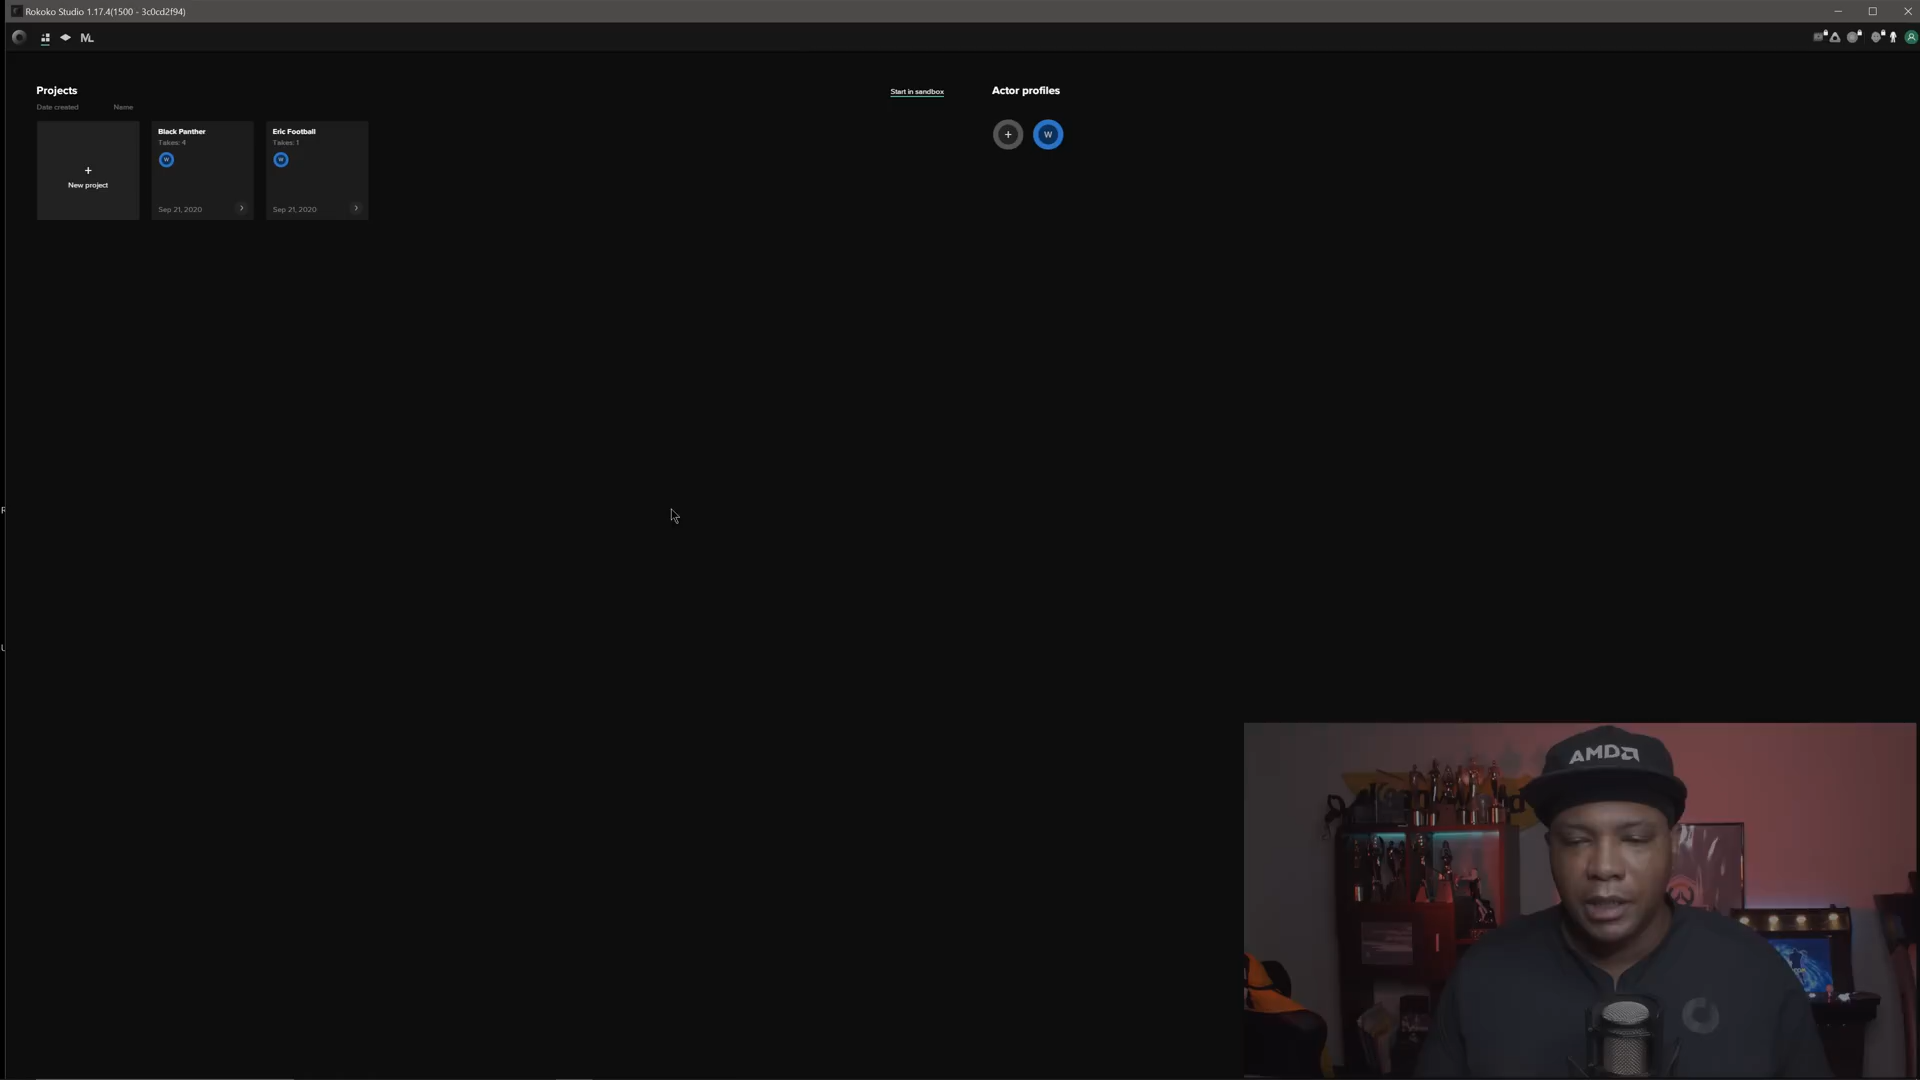 Rokoko Studio 1.17.4(1500 - 3c0cd2f94)
ML
Projects
Start in sandbox
Actor profiles
Date created
Name
+
New project
Black Panther
Takes: 4
W
Sep 21, 2020
Eric Football
Takes: 1
W
Sep 21, 2020
+
W
AMD